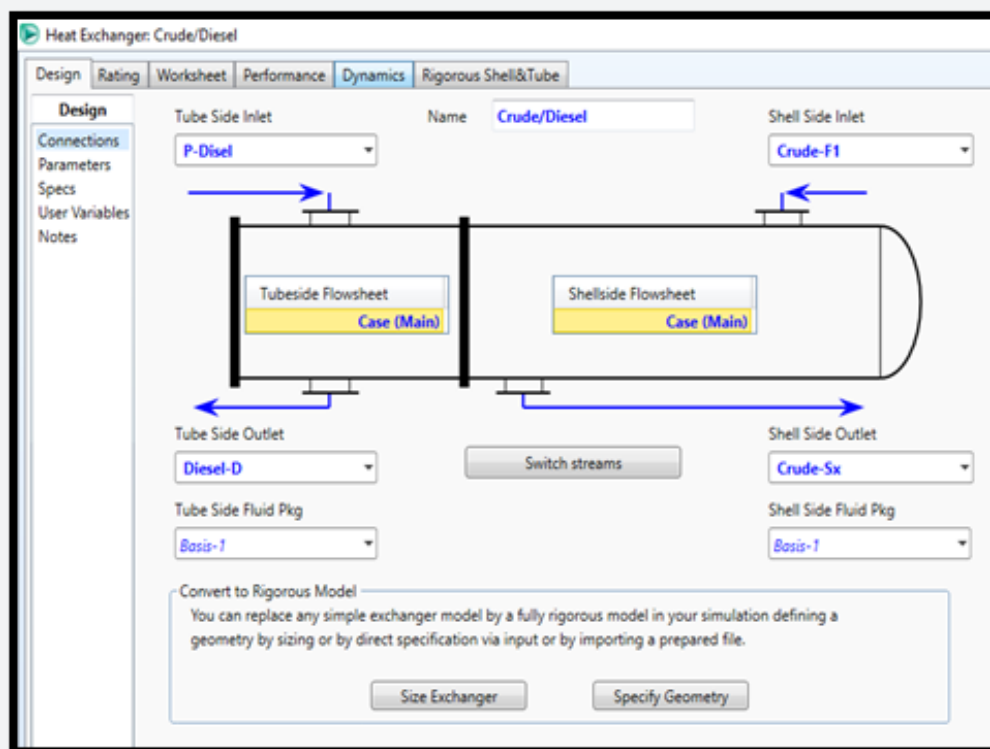 Heat Exchanger: Crude/Diesel
Design Rating Worksheet Performance Dynamics Rigorous Shell&Tube
Design
Connections
Parameters
Specs
User Variables
Notes
Tube Side Inlet
P-Disel
Name Crude/Diesel
Shell Side Inlet
Crude-F1
Tubeside Flowsheet
Case (Main)
Shellside Flowsheet
Case (Main)
Tube Side Outlet
Diesel-D
Switch streams
Shell Side Outlet
Crude-Sx
Tube Side Fluid Pkg
Basis-1
Shell Side Fluid Pkg
Basis-1
Convert to Rigorous Model
You can replace any simple exchanger model by a fully rigorous model in your simulation defining a
geometry by sizing or by direct specification via input or by importing a prepared file.
Size Exchanger Specify Geometry